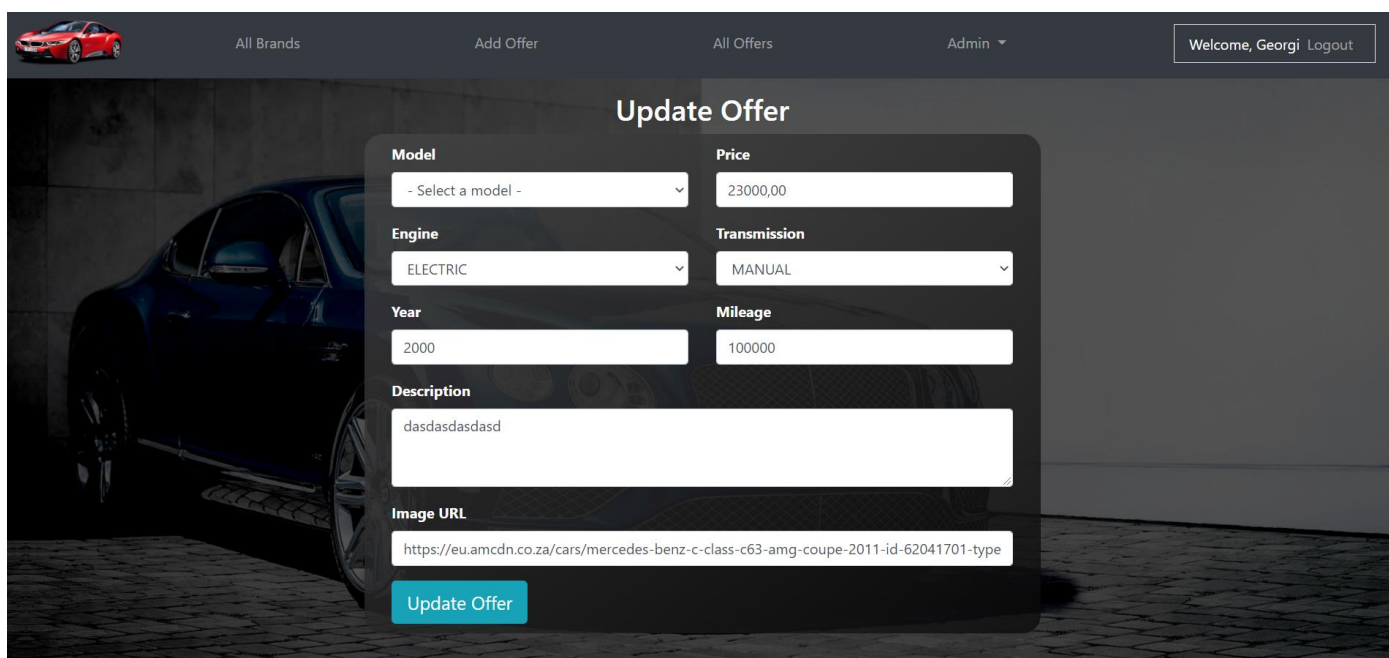 All Brands Add Offer All Offers Admin Welcome, Georgi Logout
Update Offer
Model Price
- Select a model - 23000,00
Engine Transmission
ELECTRIC MANUAL
Year Mileage
2000 100000
Description
dasdasdasdasd
Image URL
https://eu.amcdn.co.za/cars/mercedes-benz-c-class-c63-amg-coupe-2011-id-62041701-type
Update Offer